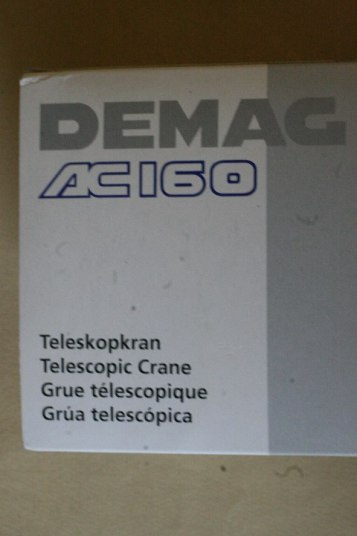 DEMAG
AC 160
Teleskopkran
Telescopic Crane
Grue télescopique
Grúa telescópica